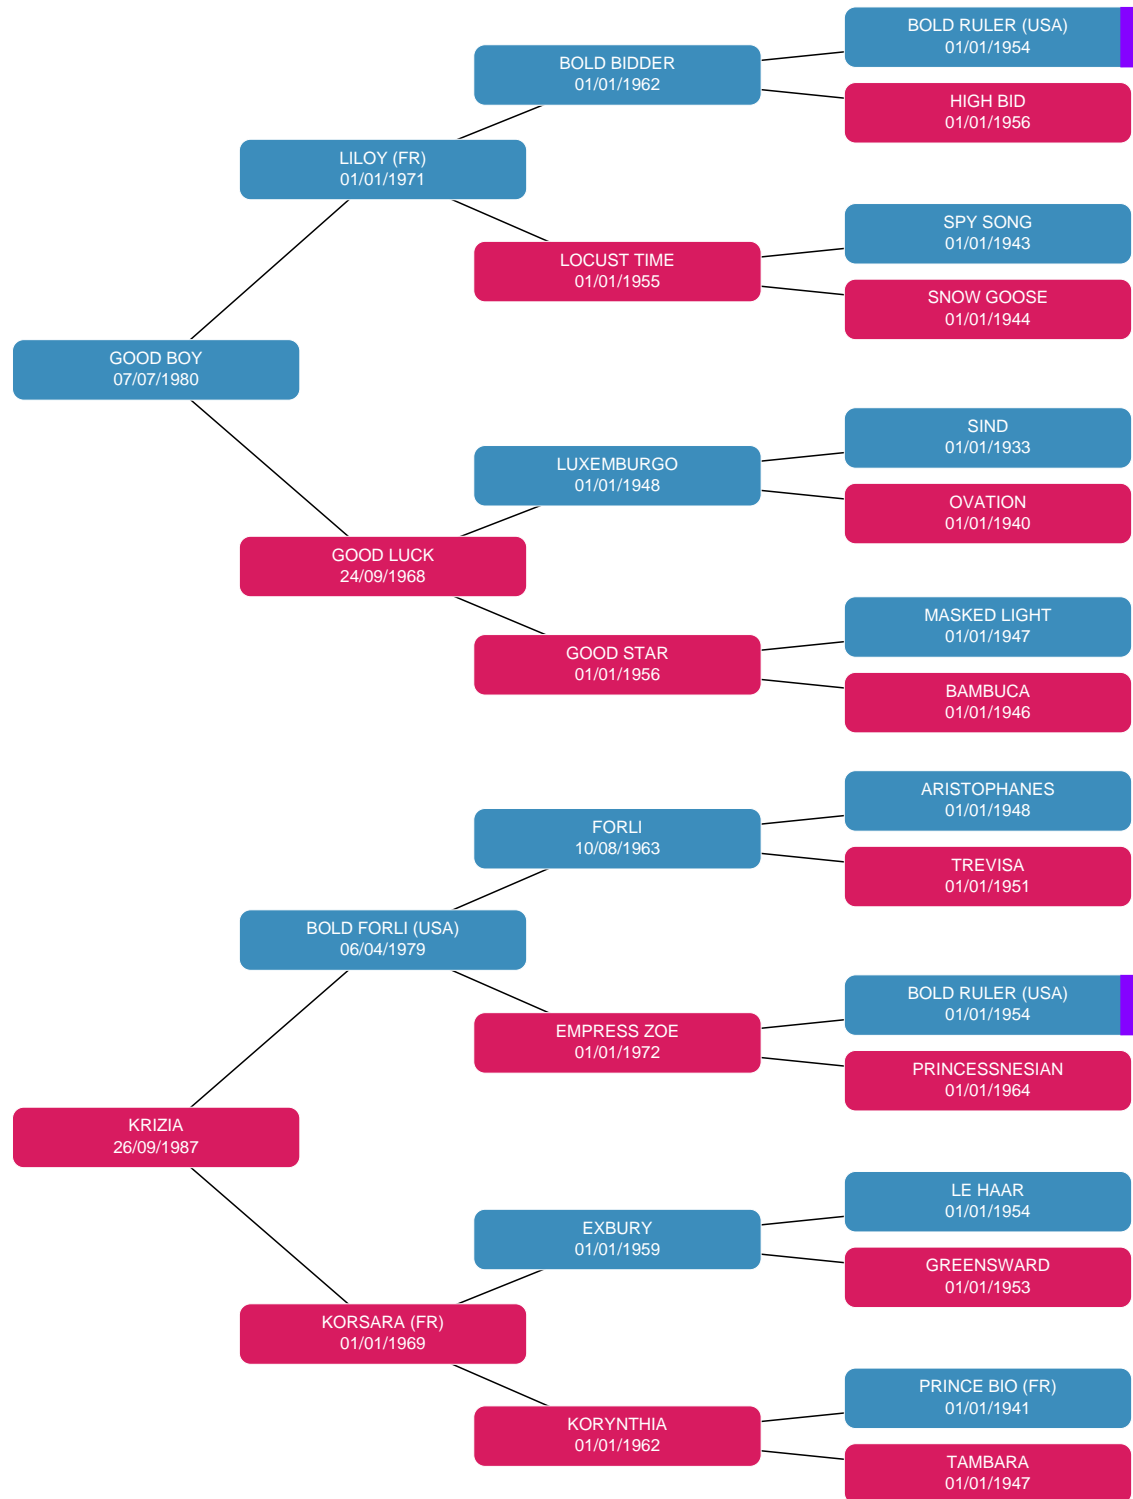 BOLD RULER (USA)
01/01/1954
BOLD BIDDER
01/01/1962
HIGH BID
01/01/1956
LILOY (FR)
01/01/1971
SPY SONG
01/01/1943
LOCUST TIME
01/01/1955
SNOW GOOSE
01/01/1944
GOOD BOY
07/07/1980
SIND
01/01/1933
LUXEMBURGO
01/01/1948
OVATION
01/01/1940
GOOD LUCK
24/09/1968
MASKED LIGHT
01/01/1947
GOOD STAR
01/01/1956
BAMBUCA
01/01/1946
ARISTOPHANES
01/01/1948
FORLI
10/08/1963
TREVISA
01/01/1951
BOLD FORLI (USA)
06/04/1979
BOLD RULER (USA)
01/01/1954
EMPRESS ZOE
01/01/1972
PRINCESSNESIAN
01/01/1964
KRIZIA
26/09/1987
LE HAAR
01/01/1954
EXBURY
01/01/1959
GREENSWARD
01/01/1953
KORSARA (FR)
01/01/1969
PRINCE BIO (FR)
01/01/1941
KORYNTHIA
01/01/1962
TAMBARA
01/01/1947